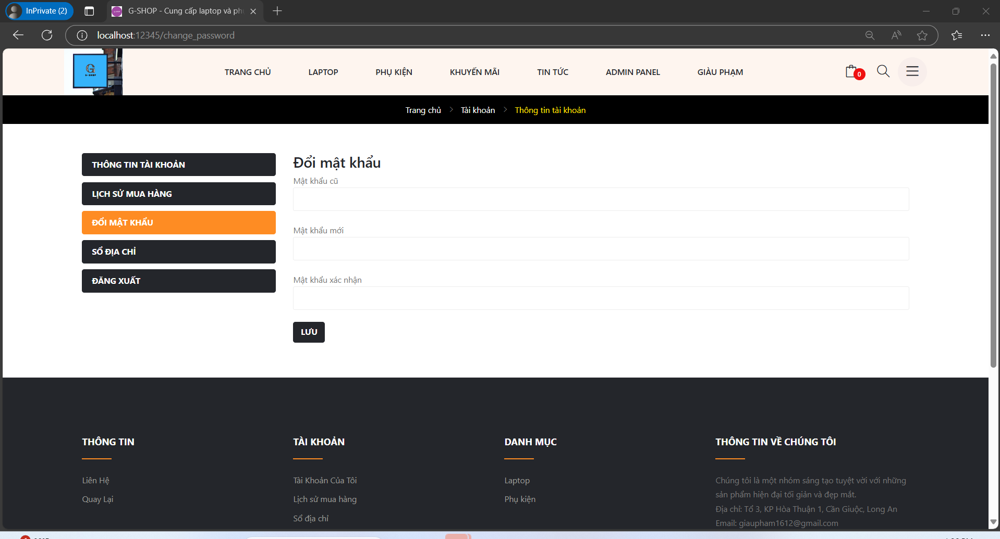 InPrivate (2)
G-SHOP - Cung cấp laptop và ph
localhost:12345/change_password
G
G-SHOP
TRANG CHỦ
LAPTOP
PHỤ KIỆN
KHUYẾN MÃI
TIN TỨC
ADMIN PANEL
GIÀU PHẠM
0
Trang chủ > Tài khoản > Thông tin tài khoản
THÔNG TIN TÀI KHOẢN
LỊCH SỬ MUA HÀNG
ĐỔI MẬT KHẨU
SỔ ĐỊA CHỈ
ĐĂNG XUẤT
Đổi mật khẩu
Mật khẩu cũ
Mật khẩu mới
Mật khẩu xác nhận
LƯU
THÔNG TIN
Liên Hệ
Quay Lại
TÀI KHOẢN
Tài Khoản Của Tôi
Lịch sử mua hàng
Sổ địa chỉ
DANH MỤC
Laptop
Phụ kiện
THÔNG TIN VỀ CHÚNG TÔI
Chúng tôi là một nhóm sáng tạo tuyệt vời với những
sản phẩm hiện đại tối giản và đẹp mắt.
Địa chỉ: Tổ 3, KP Hòa Thuận 1, Cần Giuộc, Long An
Email: giaupham1612@gmail.com